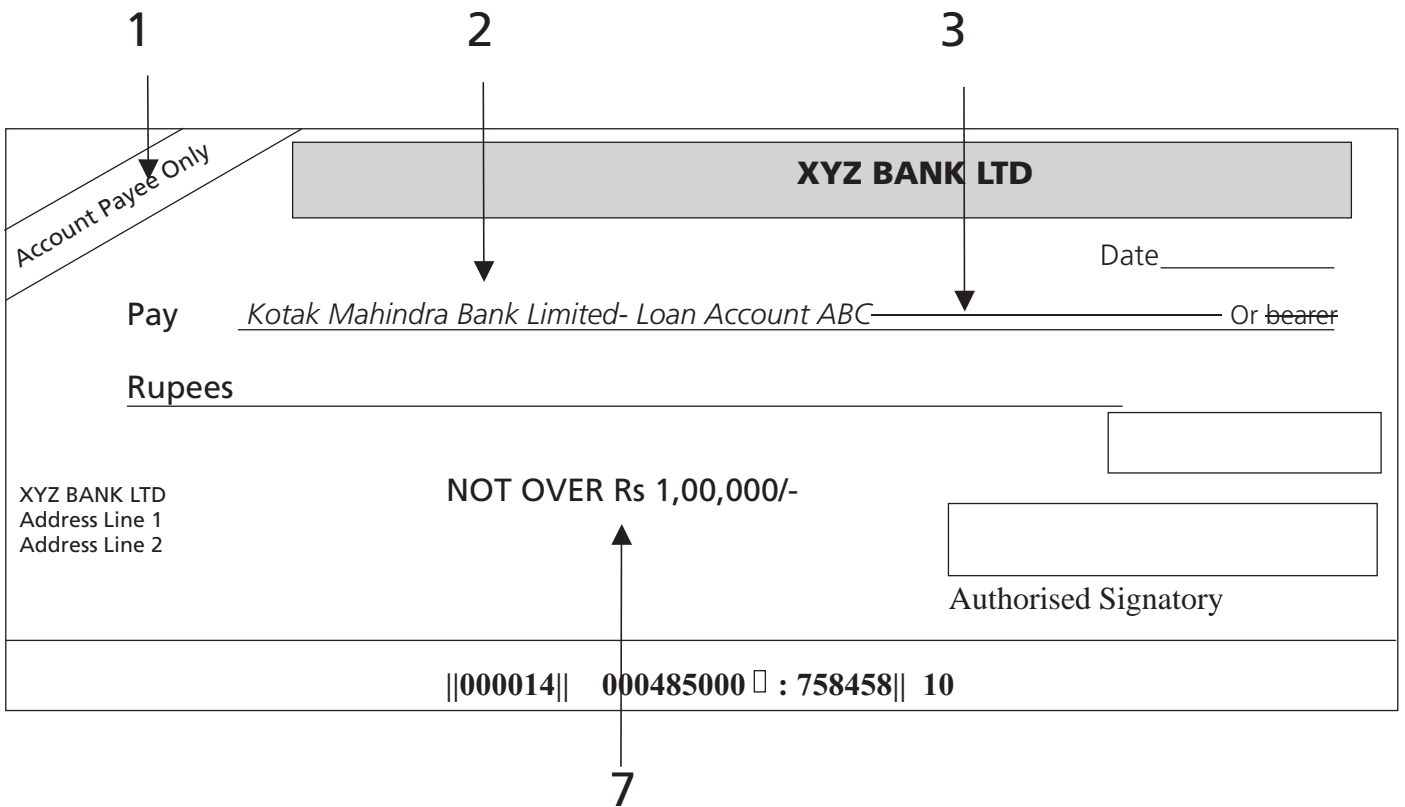 1 2 3
Account Payee Only
XYZ BANK LTD
Date
Pay Kotak Mahindra Bank Limited- Loan Account ABC Or bearer
Rupees
NOT OVER Rs 1,00,000/-
XYZ BANK LTD
Address Line 1
Address Line 2
Authorised Signatory
||000014|| 000485000 : 758458|| 10
7